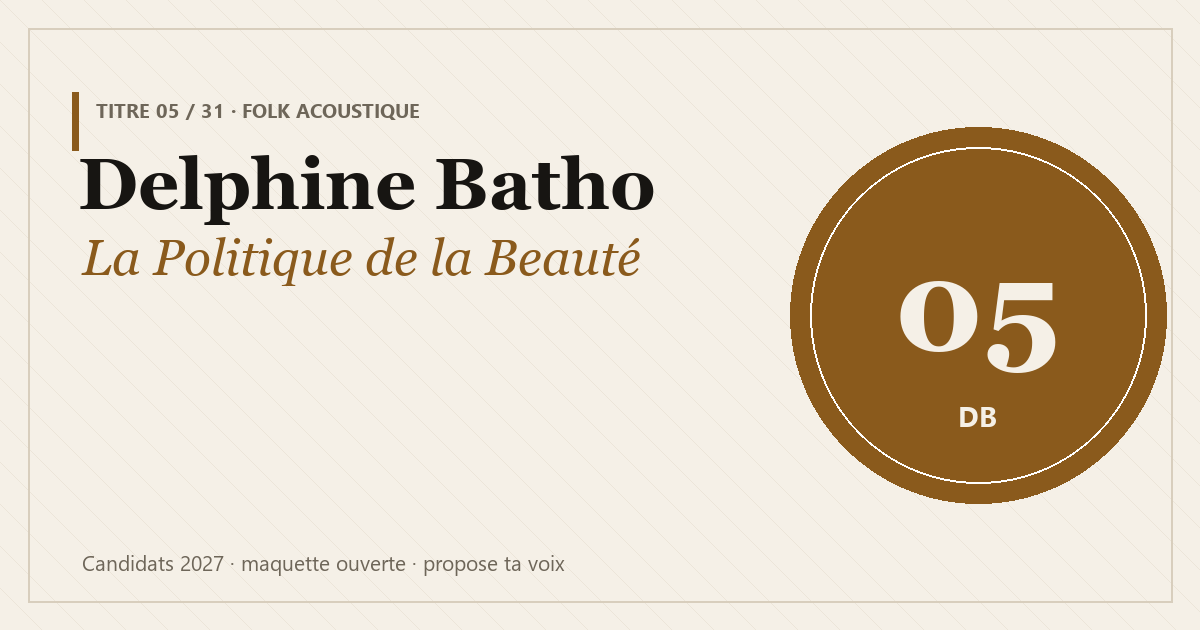 TITRE 05 / 31 · FOLK ACOUSTIQUE
Delphine Batho
La Politique de la Beauté
05
DB
Candidats 2027 · maquette ouverte · propose ta voix